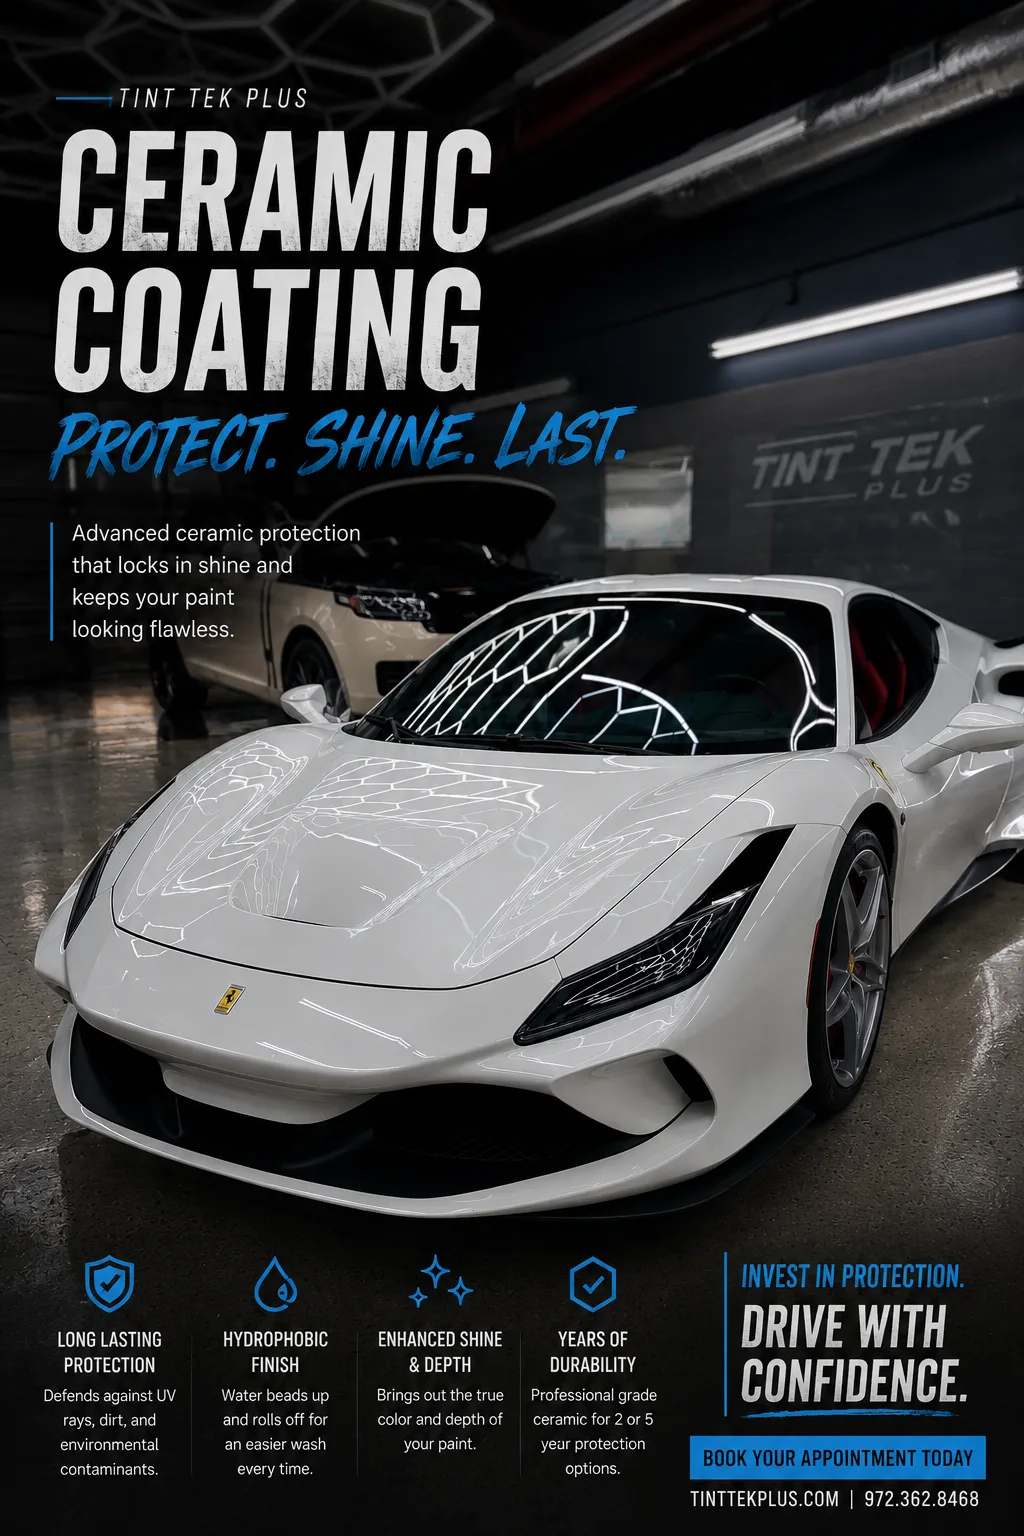 TINT TEK PLUS
CERAMIC
COATING
PROTECT. SHINE. LAST.
Advanced ceramic protection
that locks in shine and
keeps your paint
looking flawless.
TINT TEK
PLUS
LONG LASTING
PROTECTION
Defends against UV
rays, dirt, and
environmental
contaminants.
HYDROPHOBIC
FINISH
Water beads up
and rolls off for
an easier wash
every time.
ENHANCED SHINE
& DEPTH
Brings out the true
color and depth of
your paint.
YEARS OF
DURABILITY
Professional grade
ceramic for 2 or 5
year protection
options.
INVEST IN PROTECTION.
DRIVE WITH
CONFIDENCE.
BOOK YOUR APPOINTMENT TODAY
TINTTEKPLUS.COM | 972.362.8468